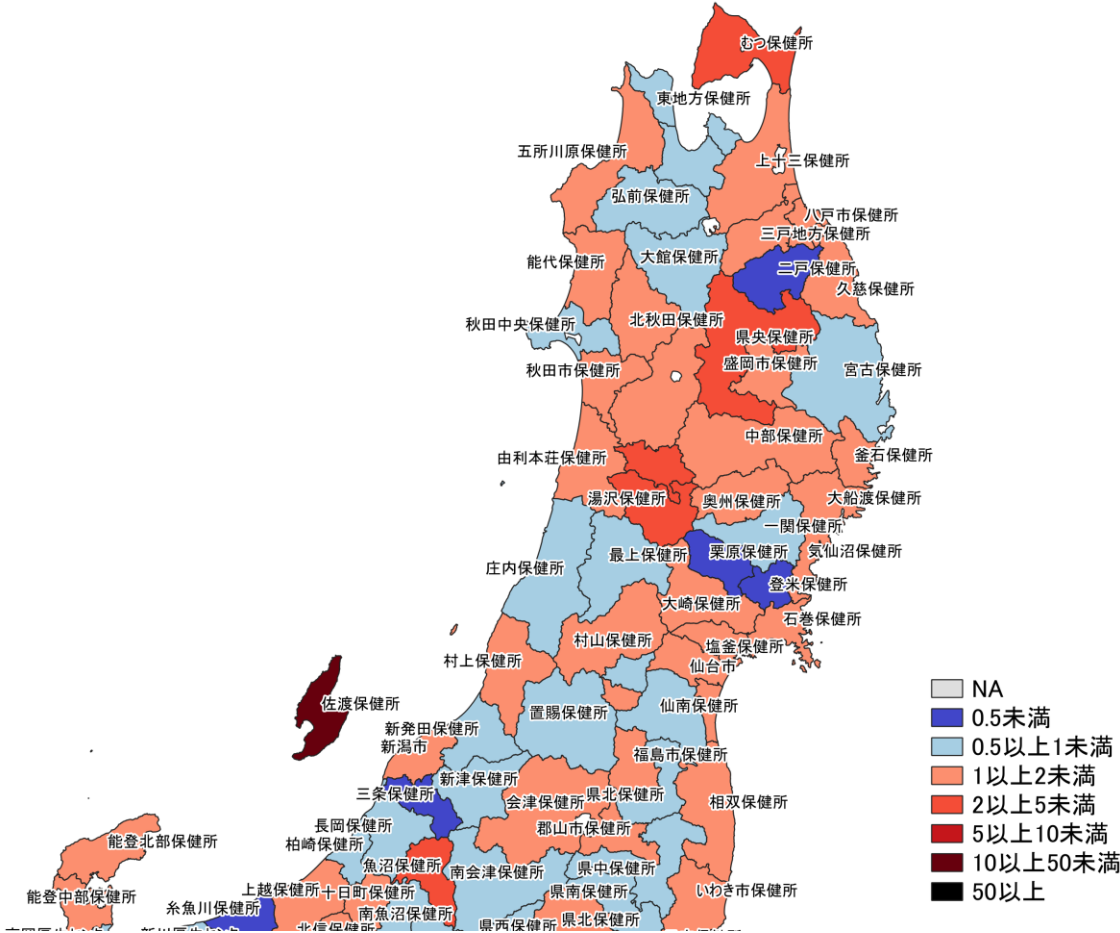 むつ保健所
東地方保健所
五所川原保健所
上十三保健所
弘前保健所
八戸市保健所
三戸地方保健所
能代保健所
大館保健所
二戸保健所
久慈保健所
秋田中央保健所
北秋田保健所
県央保健所
秋田市保健所
盛岡市保健所
宮古保健所
中部保健所
由利本荘保健所
釜石保健所
湯沢保健所
奥州保健所
大船渡保健所
一関保健所
最上保健所
栗原保健所
気仙沼保健所
庄内保健所
登米保健所
大崎保健所
石巻保健所
村山保健所
塩釜保健所
村上保健所
仙台市
佐渡保健所
置賜保健所
仙南保健所
新発田保健所
新潟市
福島市保健所
新津保健所
三条保健所
会津保健所
県北保健所
相双保健所
長岡保健所
郡山市保健所
柏崎保健所
能登北部保健所
魚沼保健所
南会津保健所
県中保健所
上越保健所
十日町保健所
県南保健所
いわき市保健所
能登中部保健所
糸魚川保健所
南魚沼保健所
県西保健所
県北保健所
北信保健所
NA
0.5未満
0.5以上1未満
1以上2未満
2以上5未満
5以上10未満
10以上50未満
50以上